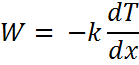 W = −k dT/dx